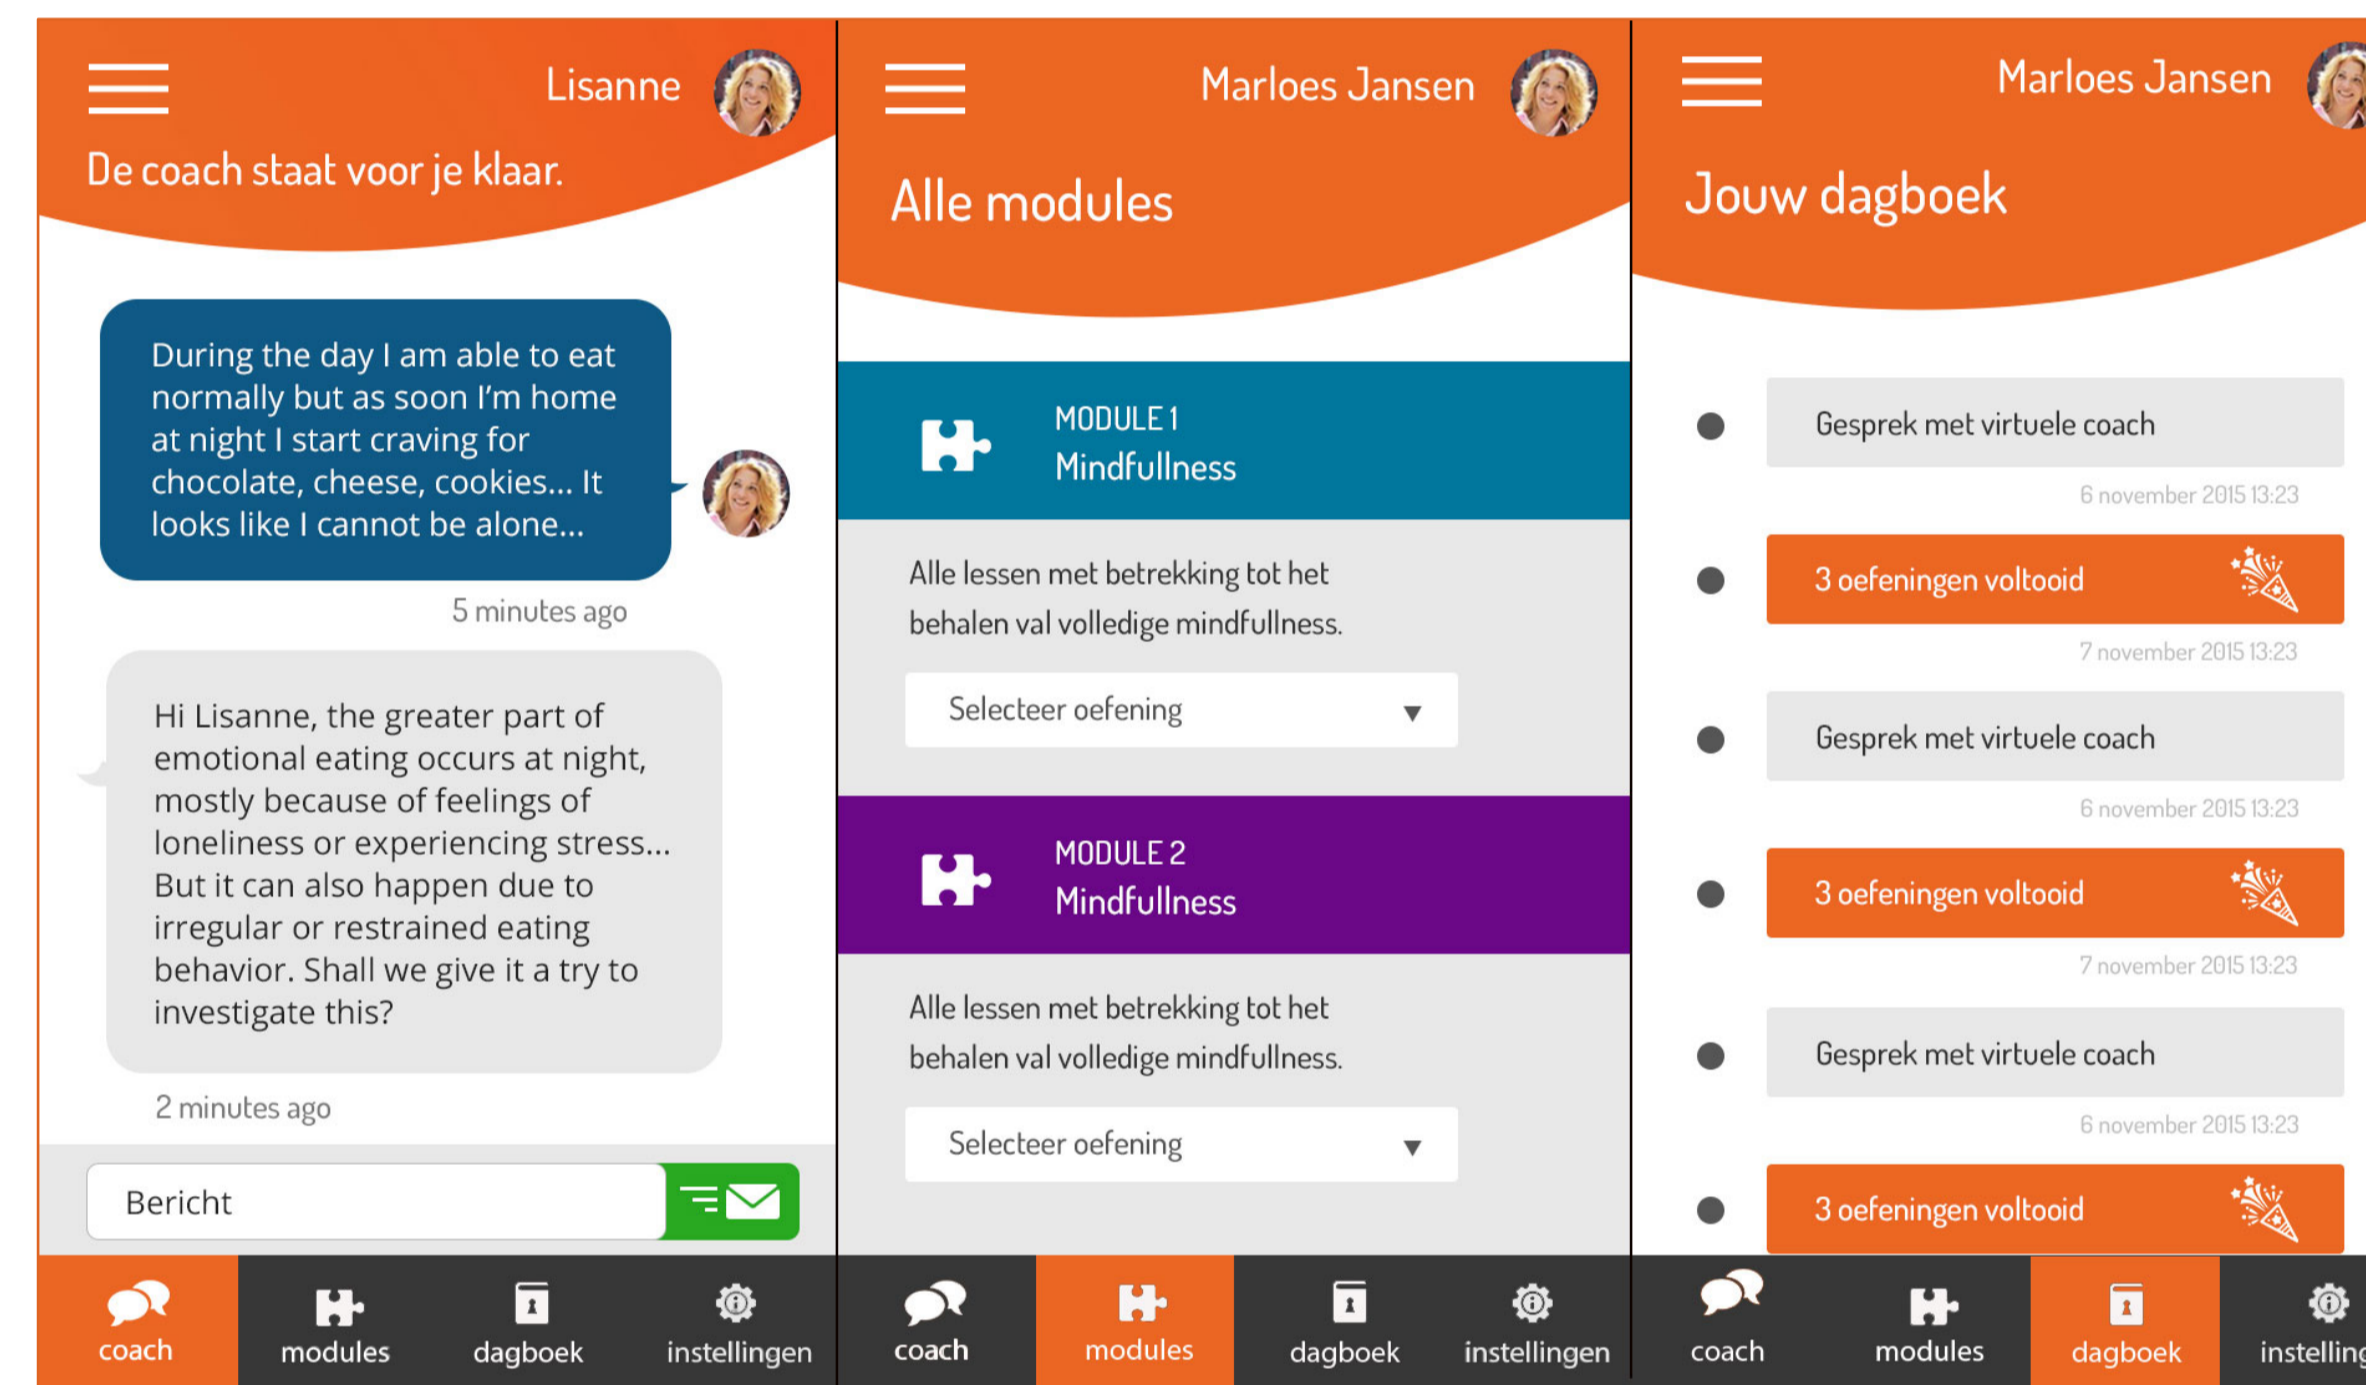 Lisanne
De coach staat voor je klaar.
During the day I am able to eat
normally but as soon I'm home
at night I start craving for
chocolate, cheese, cookies... It
looks like I cannot be alone...
5 minutes ago
Hi Lisanne, the greater part of
emotional eating occurs at night,
mostly because of feelings of
loneliness or experiencing stress...
But it can also happen due to
irregular or restrained eating
behavior. Shall we give it a try to
investigate this?
2 minutes ago
Bericht
coach
modules
dagboek
instellingen
Marloes Jansen
Alle modules
MODULE 1
Mindfullness
Alle lessen met betrekking tot het
behalen val volledige mindfullness.
Selecteer oefening
MODULE 2
Mindfullness
Alle lessen met betrekking tot het
behalen val volledige mindfullness.
Selecteer oefening
coach
modules
dagboek
instellingen
Marloes Jansen
Jouw dagboek
Gesprek met virtuele coach
6 november 2015 13:23
3 oefeningen voltooid
7 november 2015 13:23
Gesprek met virtuele coach
6 november 2015 13:23
3 oefeningen voltooid
7 november 2015 13:23
Gesprek met virtuele coach
6 november 2015 13:23
3 oefeningen voltooid
coach
modules
dagboek